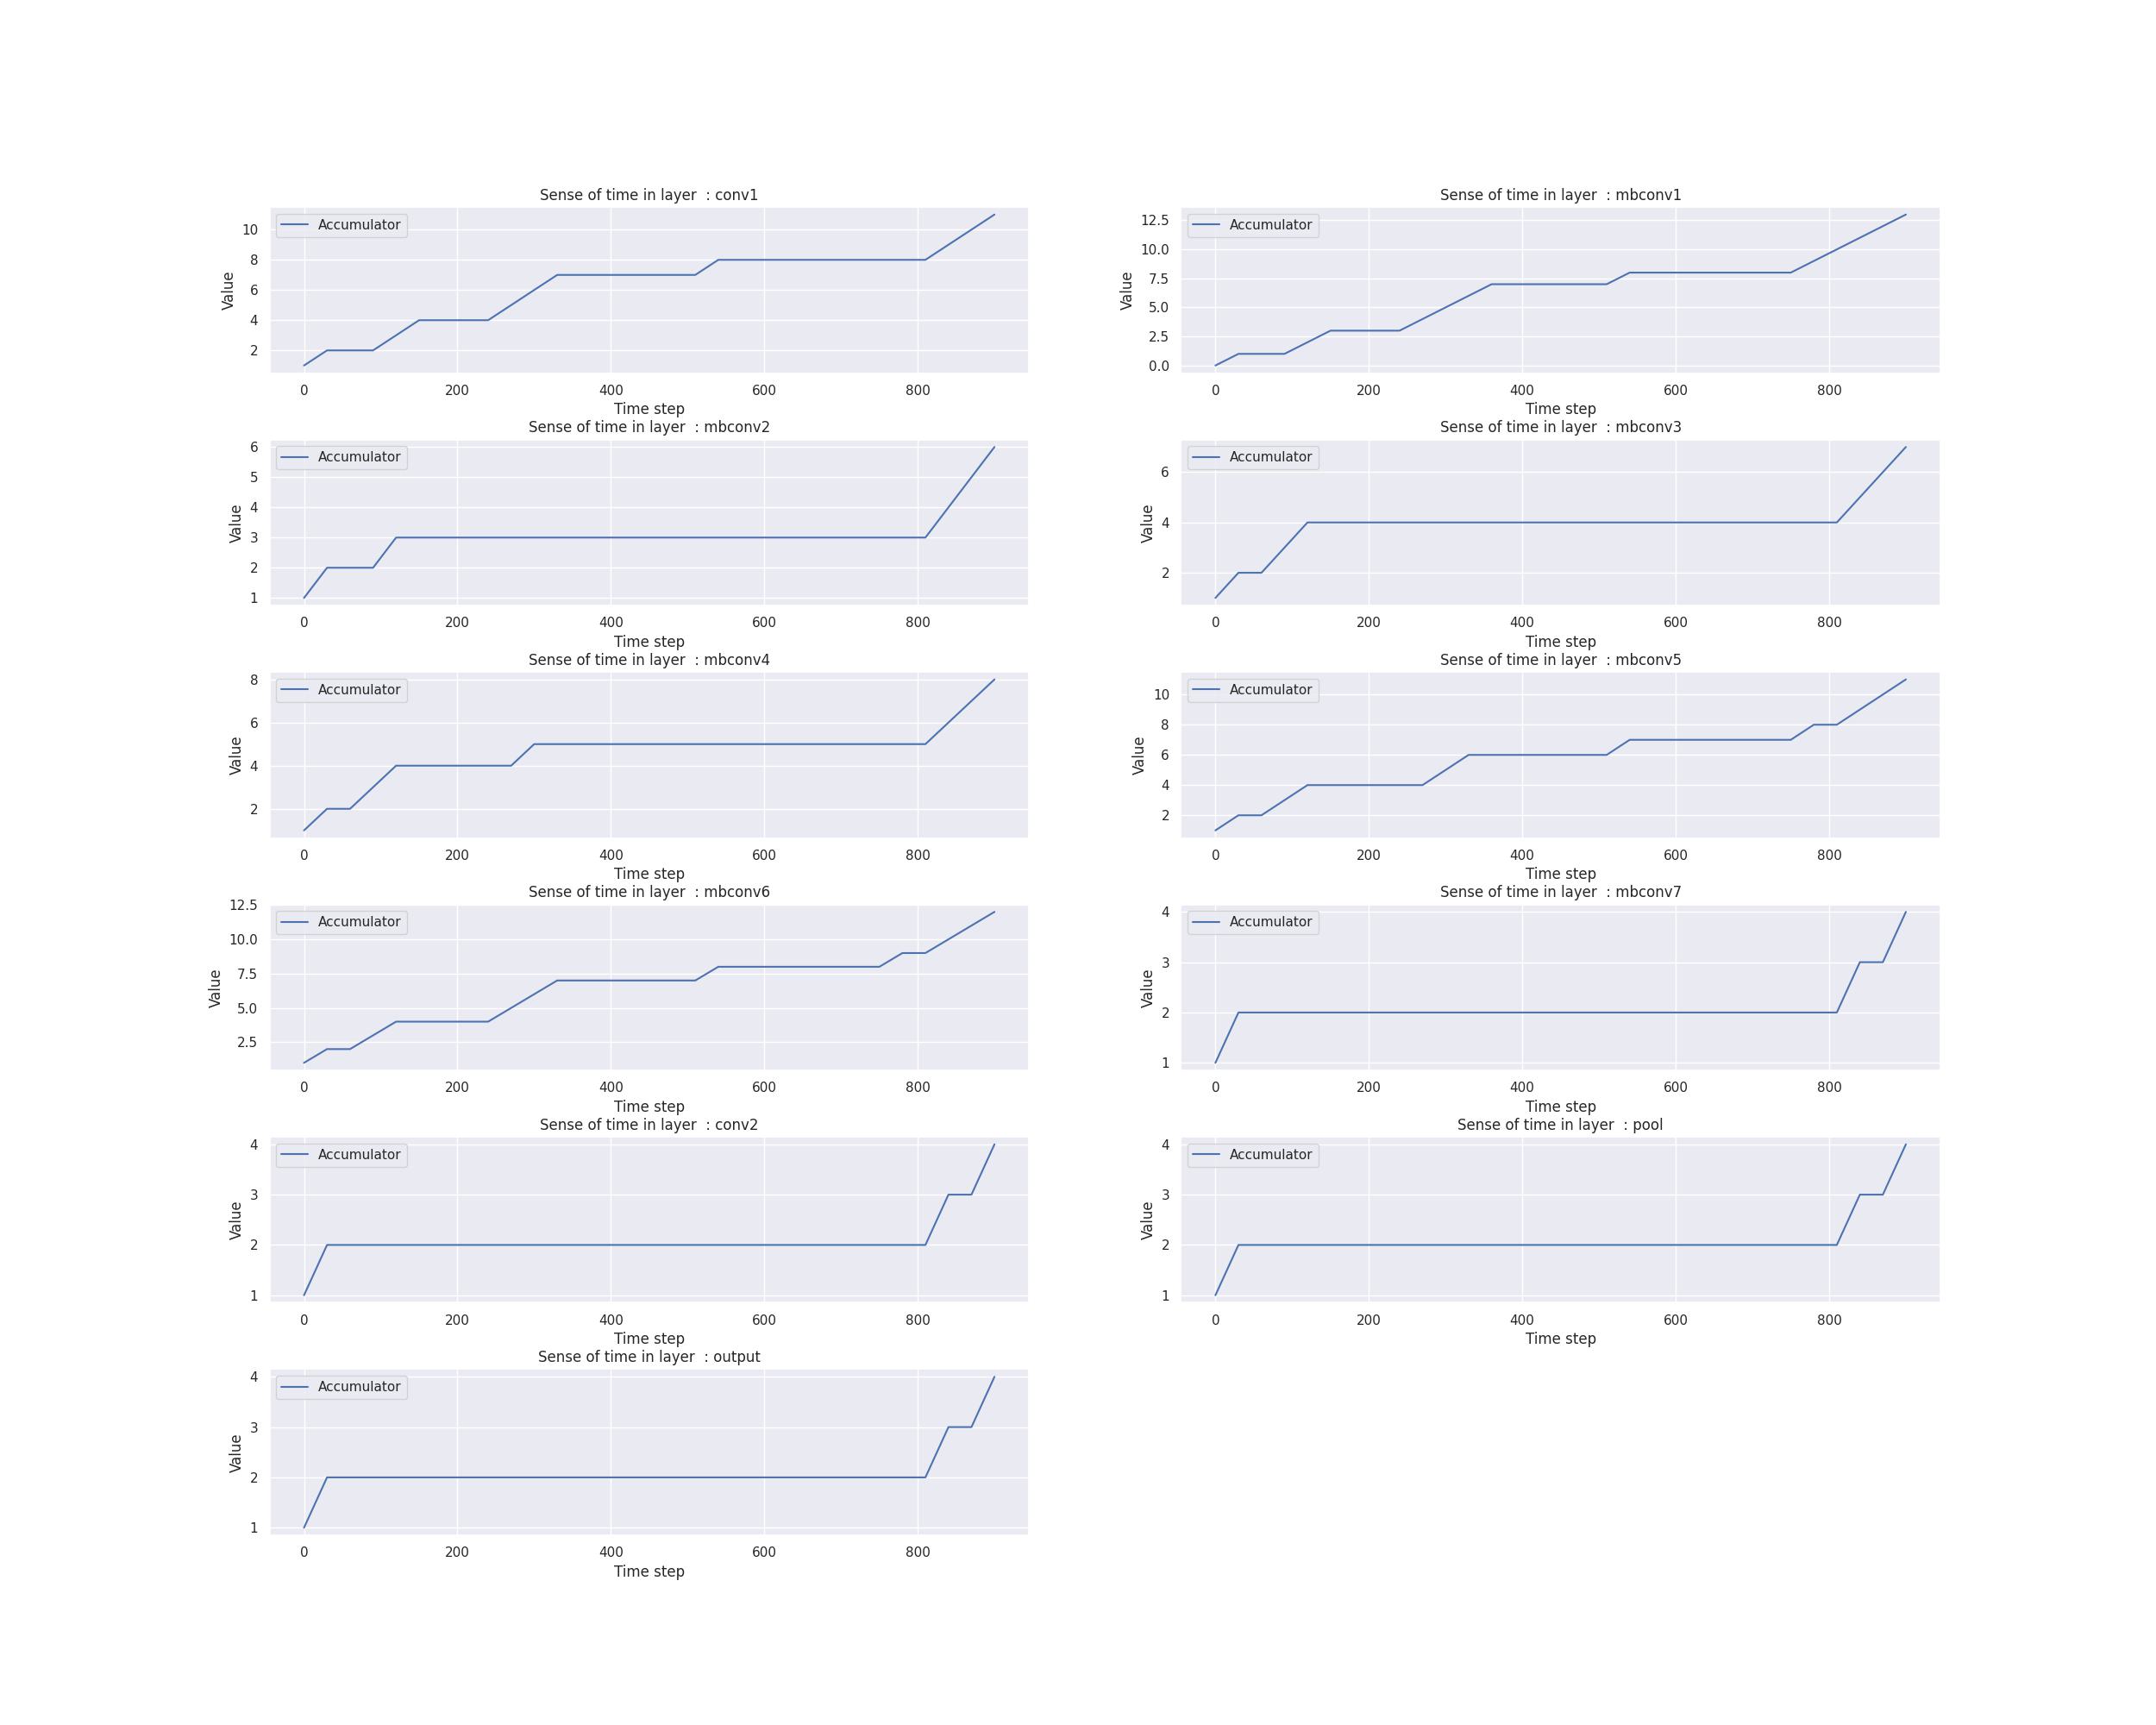 Sense of time in layer  : conv1
Accumulator
10
8
6
4
2
Value
0 200 400 600 800
Time step
Sense of time in layer  : mbconv1
Accumulator
12.5
10.0
7.5
5.0
2.5
0.0
Value
0 200 400 600 800
Time step
Sense of time in layer  : mbconv2
Accumulator
6
5
4
3
2
1
Value
0 200 400 600 800
Time step
Sense of time in layer  : mbconv3
Accumulator
6
4
2
Value
0 200 400 600 800
Time step
Sense of time in layer  : mbconv4
Accumulator
8
6
4
2
Value
0 200 400 600 800
Time step
Sense of time in layer  : mbconv5
Accumulator
10
8
6
4
2
Value
0 200 400 600 800
Time step
Sense of time in layer  : mbconv6
Accumulator
12.5
10.0
7.5
5.0
2.5
Value
0 200 400 600 800
Time step
Sense of time in layer  : mbconv7
Accumulator
4
3
2
1
Value
0 200 400 600 800
Time step
Sense of time in layer  : conv2
Accumulator
4
3
2
1
Value
0 200 400 600 800
Time step
Sense of time in layer  : pool
Accumulator
4
3
2
1
Value
0 200 400 600 800
Time step
Sense of time in layer  : output
Accumulator
4
3
2
1
Value
0 200 400 600 800
Time step